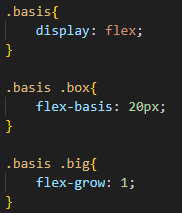 .basis{
    display: flex;
}

.basis .box{
    flex-basis: 20px;
}

.basis .big{
    flex-grow: 1;
}